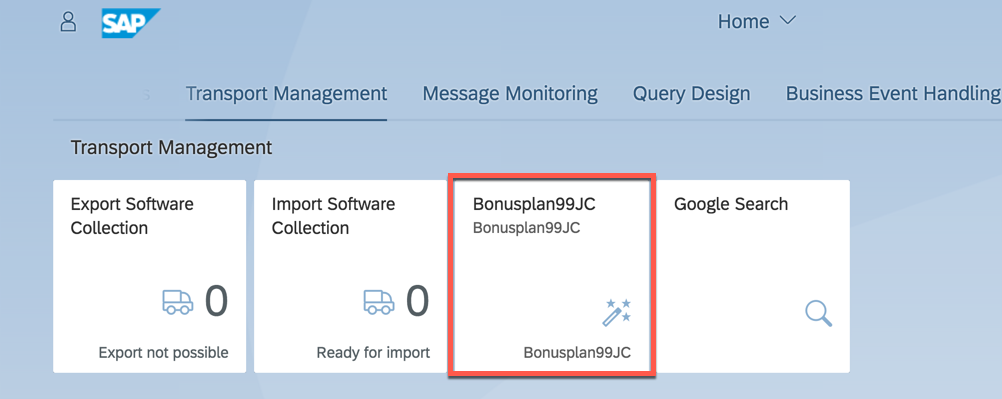 SAP
Home
Transport Management Message Monitoring Query Design Business Event Handling
Transport Management
Export Software
Collection
0
Export not possible
Import Software
Collection
0
Ready for import
Bonusplan99JC
Bonusplan99JC
Bonusplan99JC
Google Search